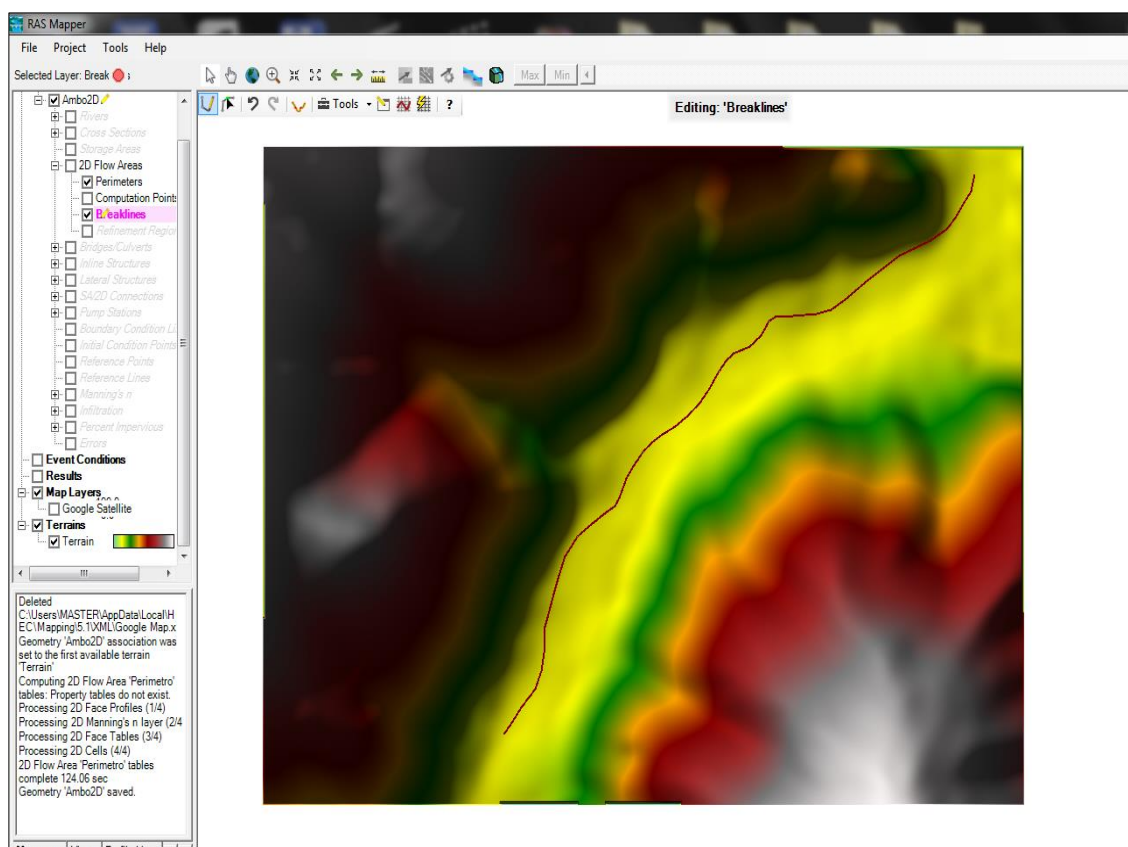 RAS Mapper
File Project Tools Help
Selected Layer: Break
Max Min
Tools ?
Editing: 'Breaklines'
Ambo2D
Rivers
Cross Sections
Storage Areas
2D Flow Areas
Perimeters
Computation Points
Breaklines
Refinement Region
Bridges/Culverts
Inline Structures
Lateral Structures
SA/2D Connections
Pump Stations
Boundary Condition Li
Initial Condition Points
Reference Points
Reference Lines
Manning's n
Infiltration
Percent Impervious
Errors
Event Conditions
Results
Map Layers
Google Satellite
Terrains
Terrain
Deleted
C:\Users\MASTER\AppData\Local\H
EC\Mapping\5.1\XML\Google Map.x
Geometry 'Ambo2D' association was
set to the first available terrain
'Terrain'
Computing 2D Flow Area 'Perimetro'
tables: Property tables do not exist.
Processing 2D Face Profiles (1/4)
Processing 2D Manning's n layer (2/4
Processing 2D Face Tables (3/4)
Processing 2D Cells (4/4)
2D Flow Area 'Perimetro' tables
complete 124.06 sec
Geometry 'Ambo2D' saved.